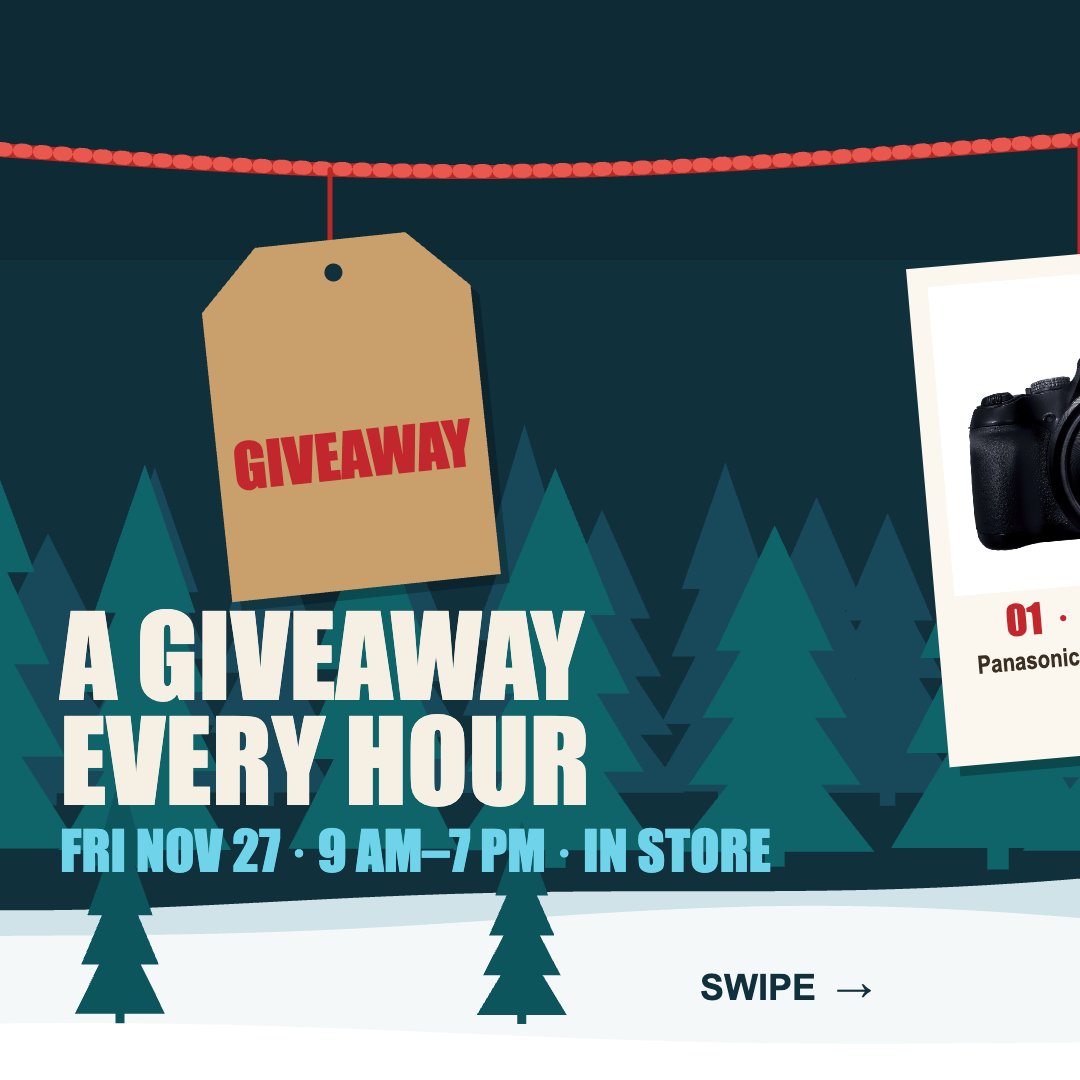 GIVEAWAY
A GIVEAWAY
EVERY HOUR
FRI NOV 27 · 9 AM–7 PM · IN STORE
01 ·
Panasonic
SWIPE →